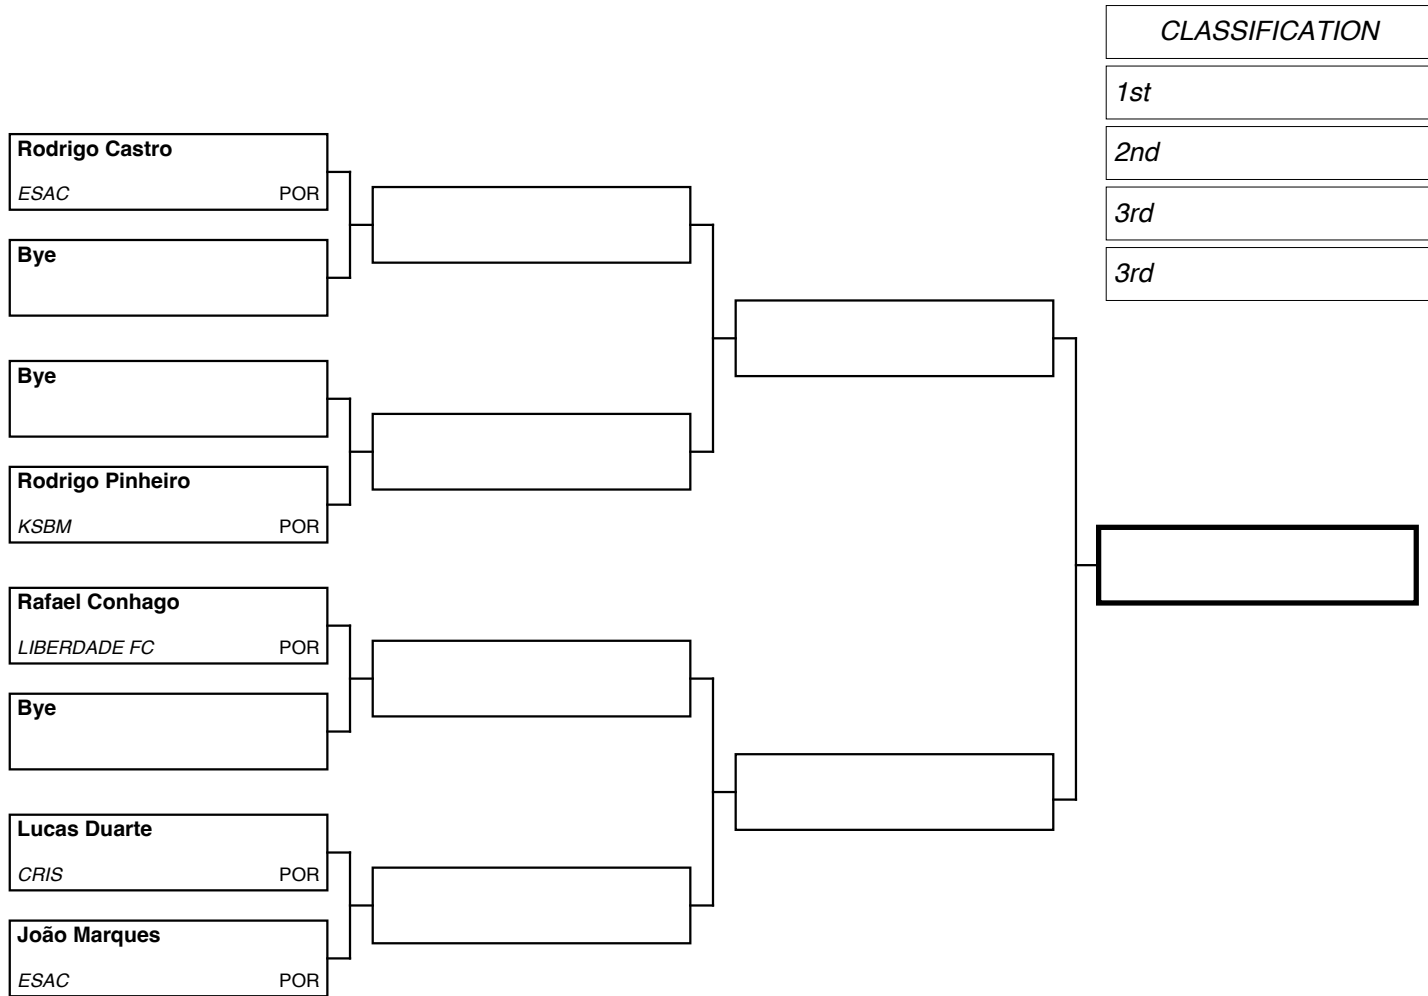 CLASSIFICATION
1st
2nd
3rd
3rd
Rodrigo Castro
ESAC POR
Bye
Bye
Rodrigo Pinheiro
KSBM POR
Rafael Conhago
LIBERDADE FC POR
Bye
Lucas Duarte
CRIS POR
João Marques
ESAC POR